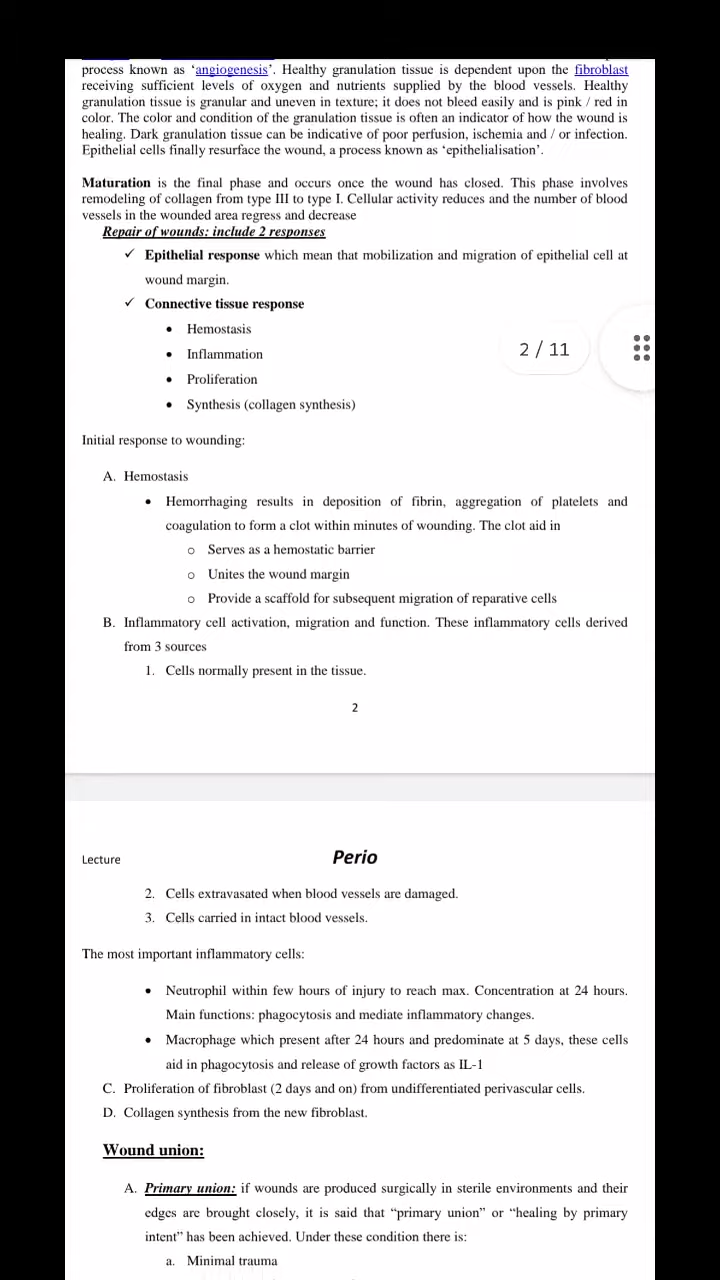 process known as ‘angiogenesis’. Healthy granulation tissue is dependent upon the fibroblast
receiving sufficient levels of oxygen and nutrients supplied by the blood vessels. Healthy
granulation tissue is granular and uneven in texture; it does not bleed easily and is pink / red in
color. The color and condition of the granulation tissue is often an indicator of how the wound is
healing. Dark granulation tissue can be indicative of poor perfusion, ischemia and / or infection.
Epithelial cells finally resurface the wound, a process known as ‘epithelialisation’.
Maturation is the final phase and occurs once the wound has closed. This phase involves
remodeling of collagen from type III to type I. Cellular activity reduces and the number of blood
vessels in the wounded area regress and decrease
Repair of wounds: include 2 responses
✓ Epithelial response which mean that mobilization and migration of epithelial cell at
wound margin.
✓ Connective tissue response
• Hemostasis
• Inflammation
2 / 11
• Proliferation
• Synthesis (collagen synthesis)
Initial response to wounding:
A. Hemostasis
• Hemorrhaging results in deposition of fibrin, aggregation of platelets and
coagulation to form a clot within minutes of wounding. The clot aid in
o Serves as a hemostatic barrier
o Unites the wound margin
o Provide a scaffold for subsequent migration of reparative cells
B. Inflammatory cell activation, migration and function. These inflammatory cells derived
from 3 sources
1. Cells normally present in the tissue.
2
Lecture Perio
2. Cells extravasated when blood vessels are damaged.
3. Cells carried in intact blood vessels.
The most important inflammatory cells:
• Neutrophil within few hours of injury to reach max. Concentration at 24 hours.
Main functions: phagocytosis and mediate inflammatory changes.
• Macrophage which present after 24 hours and predominate at 5 days, these cells
aid in phagocytosis and release of growth factors as IL-1
C. Proliferation of fibroblast (2 days and on) from undifferentiated perivascular cells.
D. Collagen synthesis from the new fibroblast.
Wound union:
A. Primary union: if wounds are produced surgically in sterile environments and their
edges are brought closely, it is said that “primary union” or “healing by primary
intent” has been achieved. Under these condition there is:
a. Minimal trauma